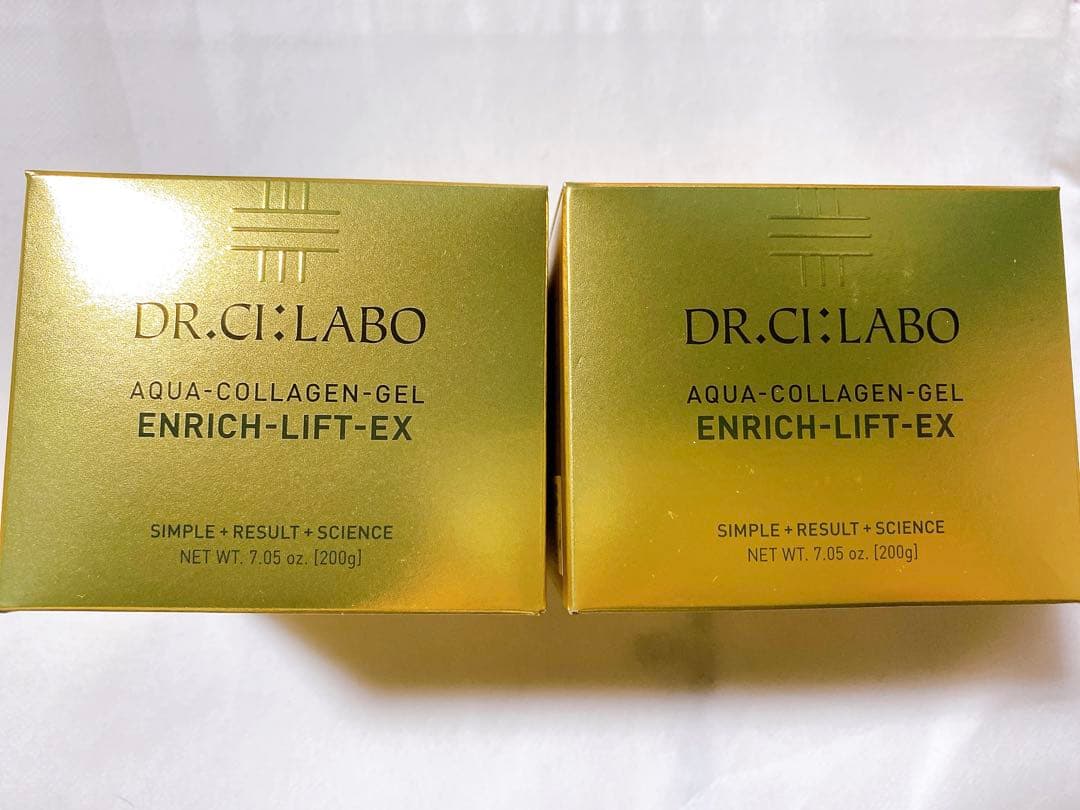 DR.CI:LABO
AQUA-COLLAGEN-GEL
ENRICH-LIFT-EX
SIMPLE+RESULT+SCIENCE
NET WT. 7.05 oz. [200g]
DR.CI:LABO
AQUA-COLLAGEN-GEL
ENRICH-LIFT-EX
SIMPLE+RESULT+SCIENCE
NET WT. 7.05 oz. [200g]